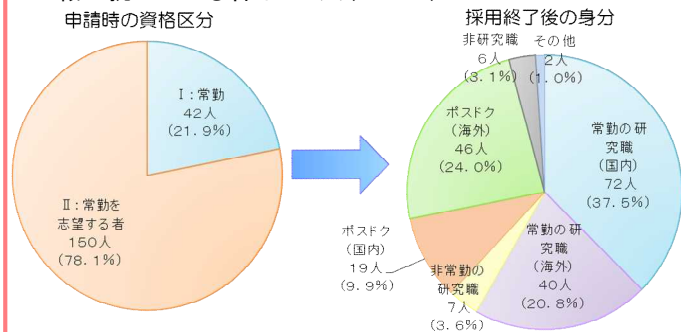 申請時の資格区分
Ⅰ：常勤
42人
(21.9%)
Ⅱ：常勤を
志望する者
150人
(78.1%)
採用終了後の身分
非研究職
6人
(3.1%)
その他
2人
(1.0%)
常勤の研
究職
(国内)
72人
(37.5%)
常勤の研
究職
(海外)
40人
(20.8%)
非常勤の
研究職
7人
(3.6%)
ポスドク
(国内)
19人
(9.9%)
ポスドク
(海外)
46人
(24.0%)